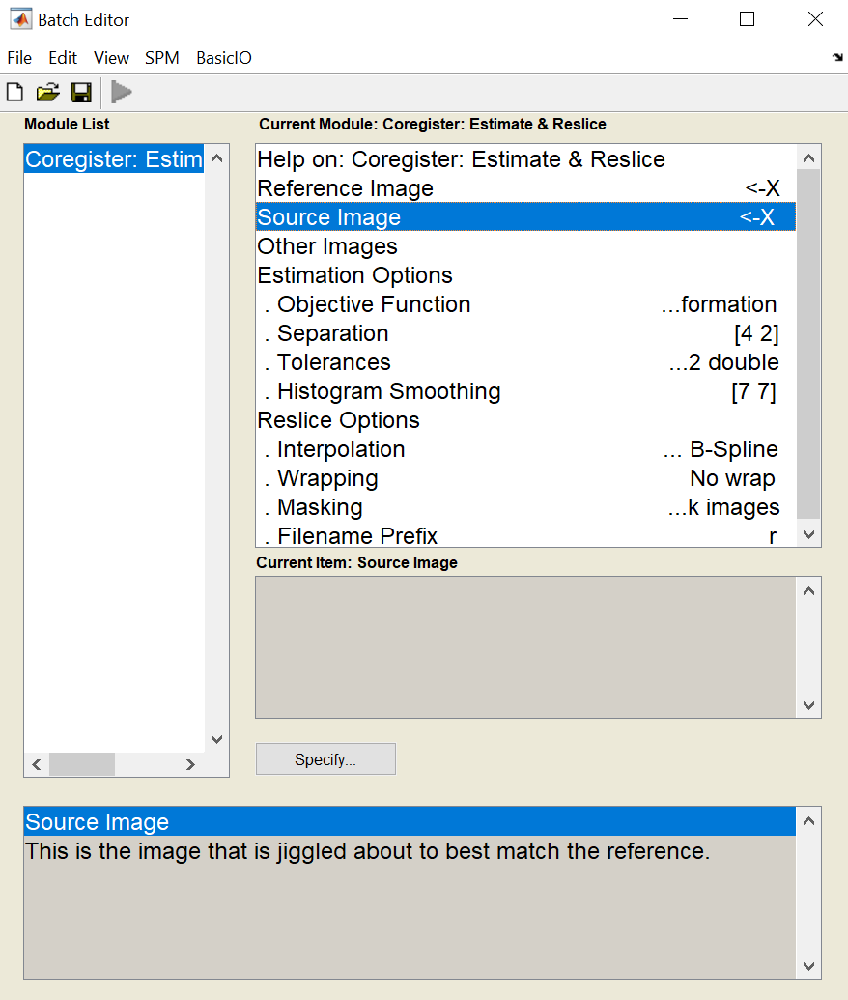 Batch Editor
File Edit View SPM BasicIO
Module List
Current Module: Coregister: Estimate & Reslice
Coregister: Estim
Help on: Coregister: Estimate & Reslice
Reference Image <-X
Source Image <-X
Other Images
Estimation Options
. Objective Function ...formation
. Separation [4 2]
. Tolerances ...2 double
. Histogram Smoothing [7 7]
Reslice Options
. Interpolation ... B-Spline
. Wrapping No wrap
. Masking ...k images
. Filename Prefix r
Current Item: Source Image
Specify...
Source Image
This is the image that is jiggled about to best match the reference.